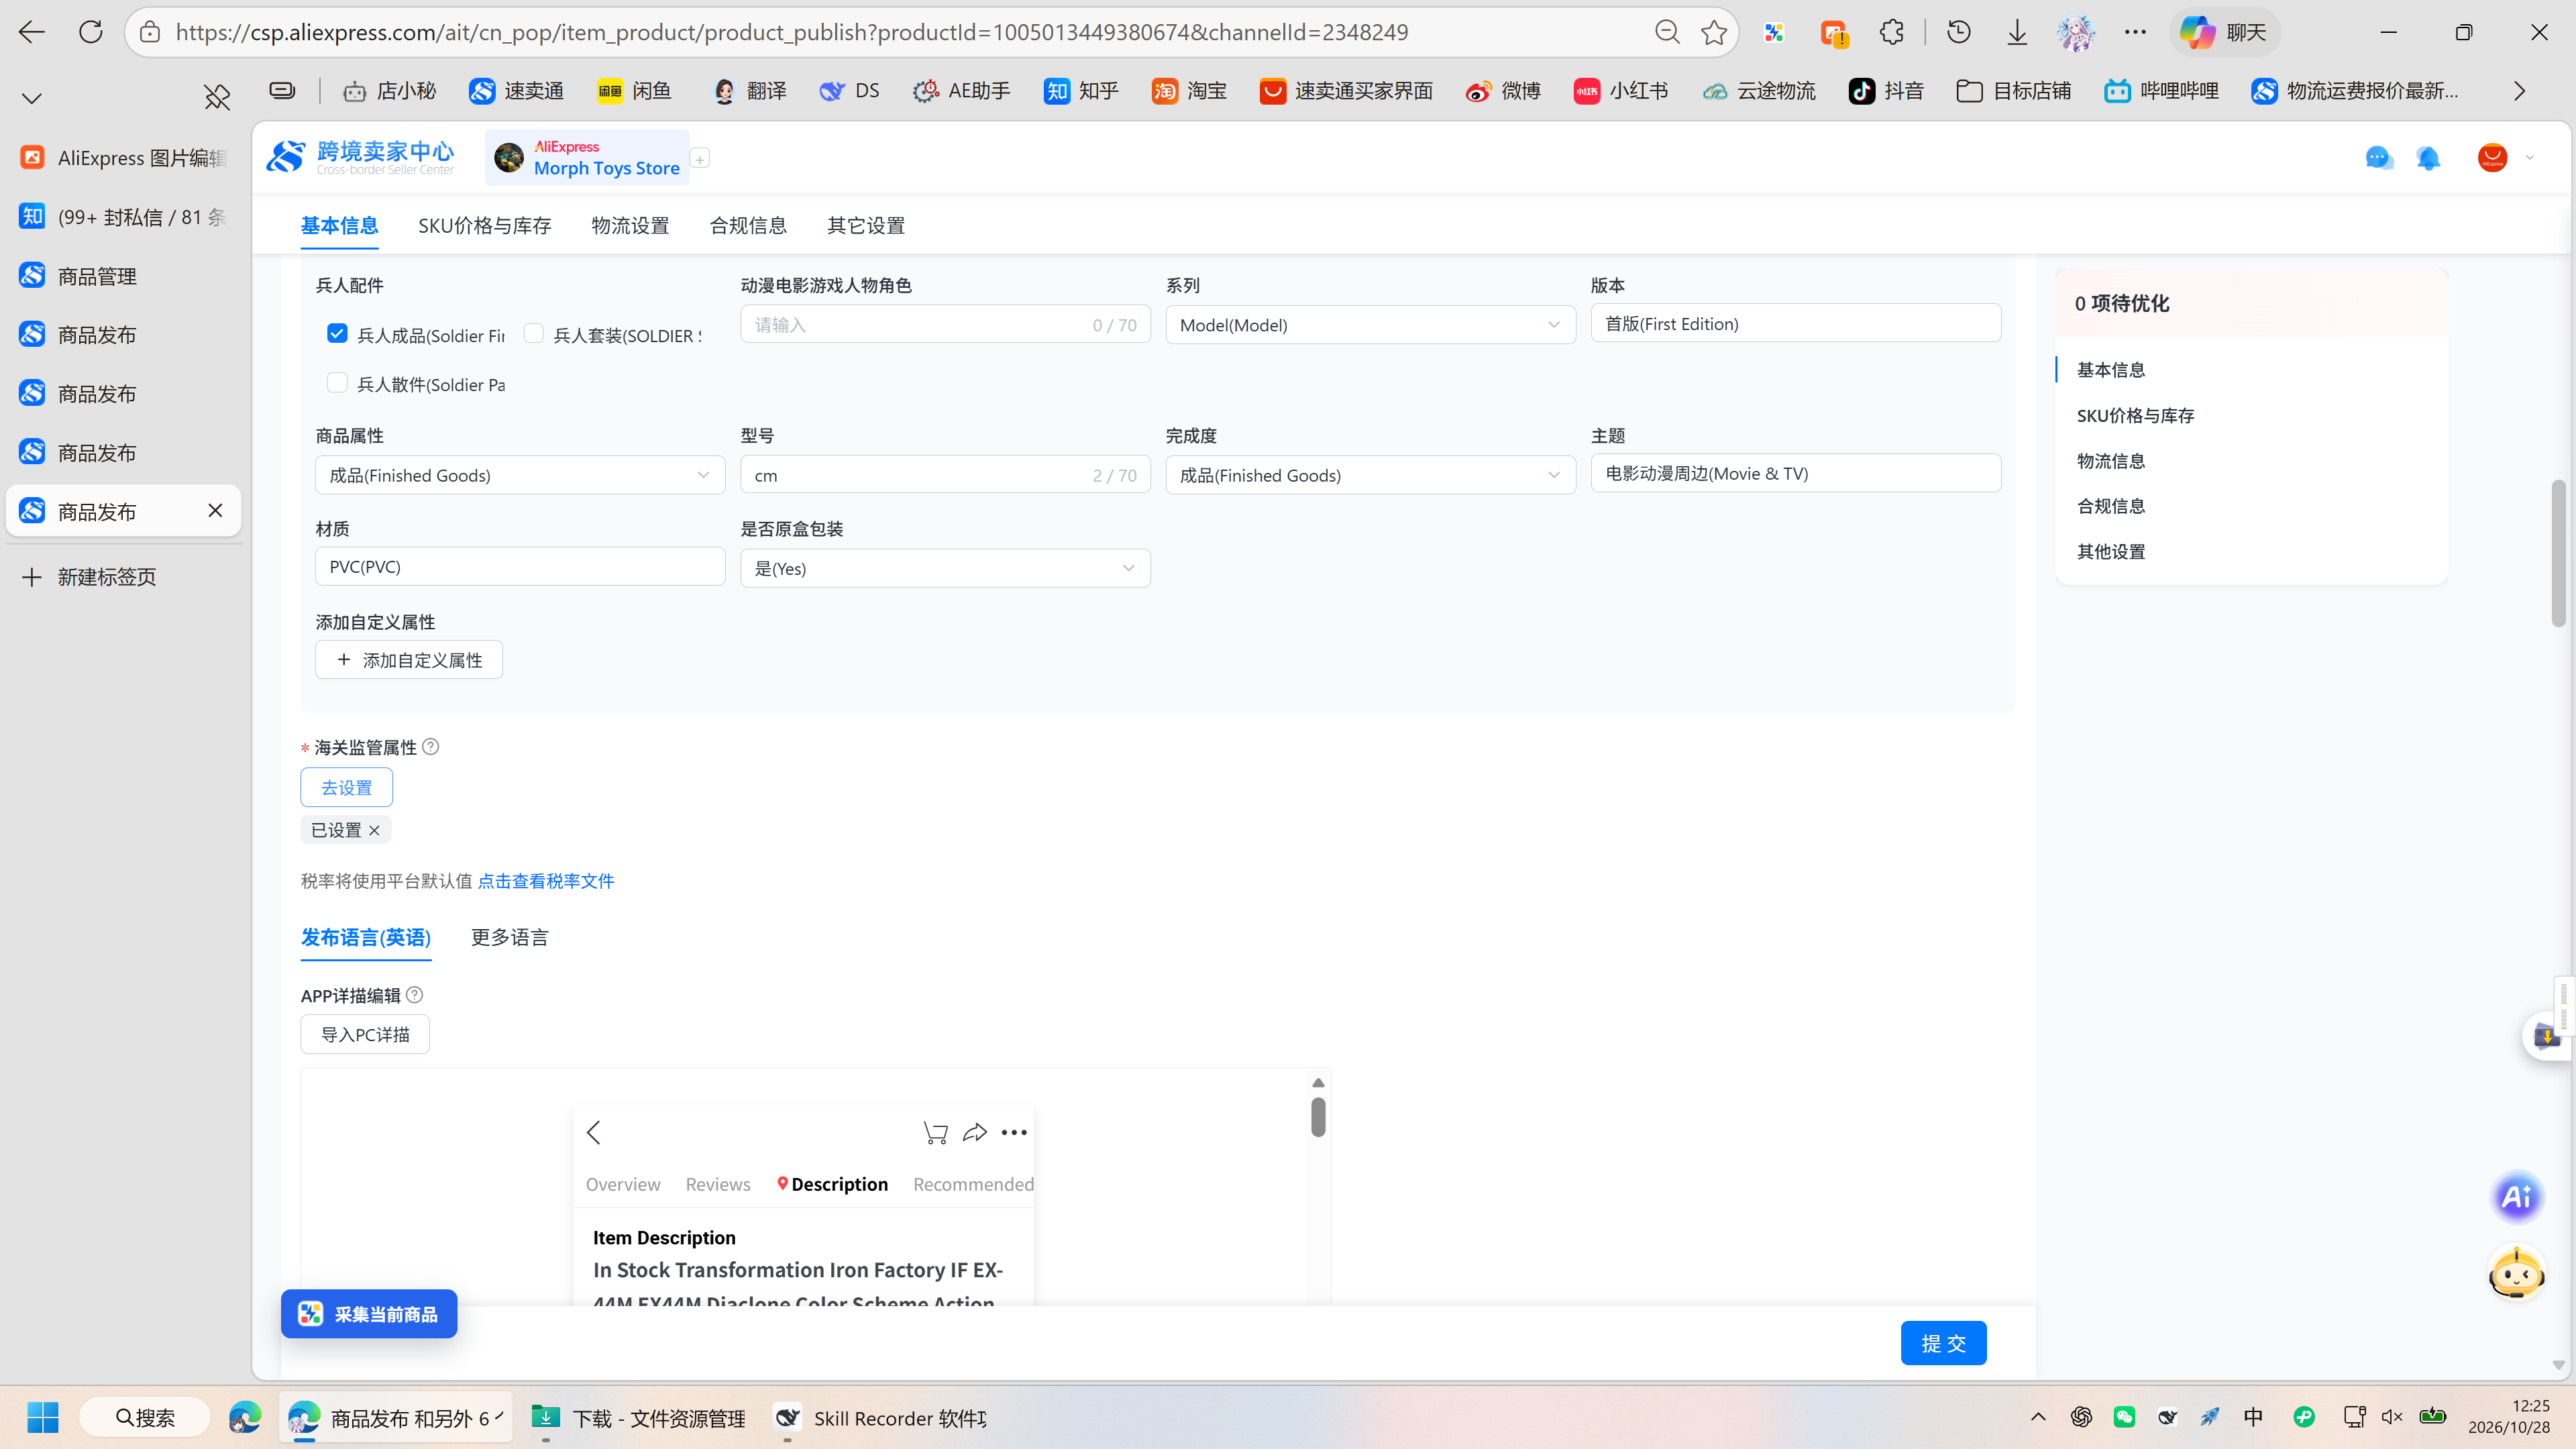 https://csp.aliexpress.com/ait/cn_pop/item_product/product_publish?productId=1005013449380674&channelId=2348249
聊天
店小秘
速卖通
闲鱼
翻译
DS
AE助手
知乎
淘宝
速卖通买家界面
微博
小红书
云途物流
抖音
目标店铺
哔哩哔哩
物流运费报价最新...
AliExpress 图片编辑
(99+ 封私信 / 81 条
商品管理
商品发布
商品发布
商品发布
商品发布
新建标签页
跨境卖家中心
Cross-border Seller Center
AliExpress
Morph Toys Store
基本信息
SKU价格与库存
物流设置
合规信息
其它设置
兵人配件
动漫电影游戏人物角色
系列
版本
兵人成品(Soldier Fin
兵人套装(SOLDIER S
请输入
0 / 70
Model(Model)
首版(First Edition)
兵人散件(Soldier Pa
商品属性
型号
完成度
主题
成品(Finished Goods)
cm
2 / 70
成品(Finished Goods)
电影动漫周边(Movie & TV)
材质
是否原盒包装
PVC(PVC)
是(Yes)
添加自定义属性
添加自定义属性
* 海关监管属性
去设置
已设置
税率将使用平台默认值 点击查看税率文件
发布语言(英语)
更多语言
APP详描编辑
导入PC详描
Overview
Reviews
Description
Recommended
Item Description
In Stock Transformation Iron Factory IF EX-
44M EX44M Diaclone Color Scheme Action
采集当前商品
提 交
0 项待优化
基本信息
SKU价格与库存
物流信息
合规信息
其他设置
Ai
搜索
商品发布 和另外 6 个
下载 - 文件资源管理
Skill Recorder 软件功
中
12:25
2026/10/28